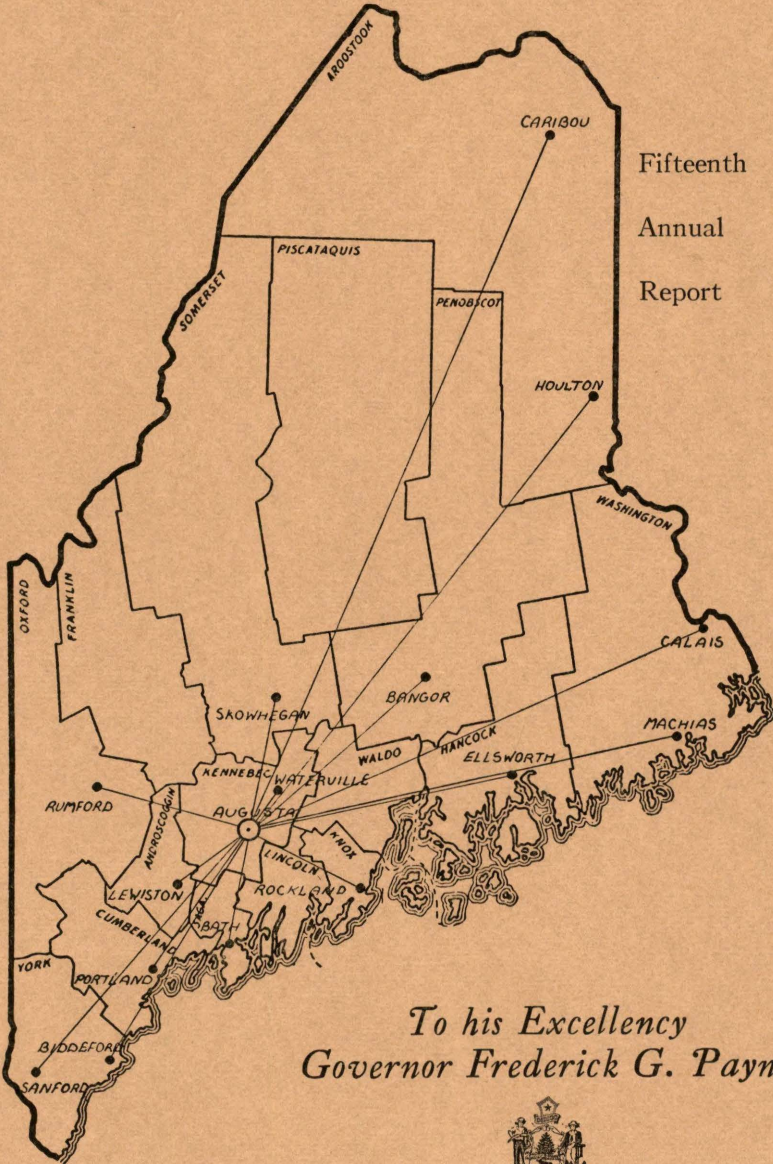 AROOSTOOK
CARIBOU
Fifteenth
Annual
Report
PISCATAQUIS
SOMERSET
PENOBSCOT
HOULTON
WASHINGTON
OXFORD
FRANKLIN
CALAIS
SKOWHEGAN
BANGOR
MACHIAS
WALDO
HANCOCK
ELLSWORTH
KENNEBEC
WATERVILLE
RUMFORD
AUGUSTA
ANDROSCOGGIN
KNOX
LINCOLN
LEWISTON
ROCKLAND
CUMBERLAND
BATH
YORK
PORTLAND
BIDDEFORD
SANFORD
To his Excellency
Governor Frederick G. Payn